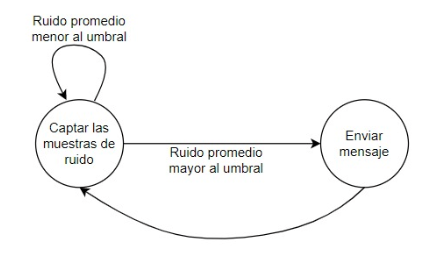 Ruido promedio
menor al umbral
Captar las
muestras de
ruido
Ruido promedio
mayor al umbral
Enviar
mensaje